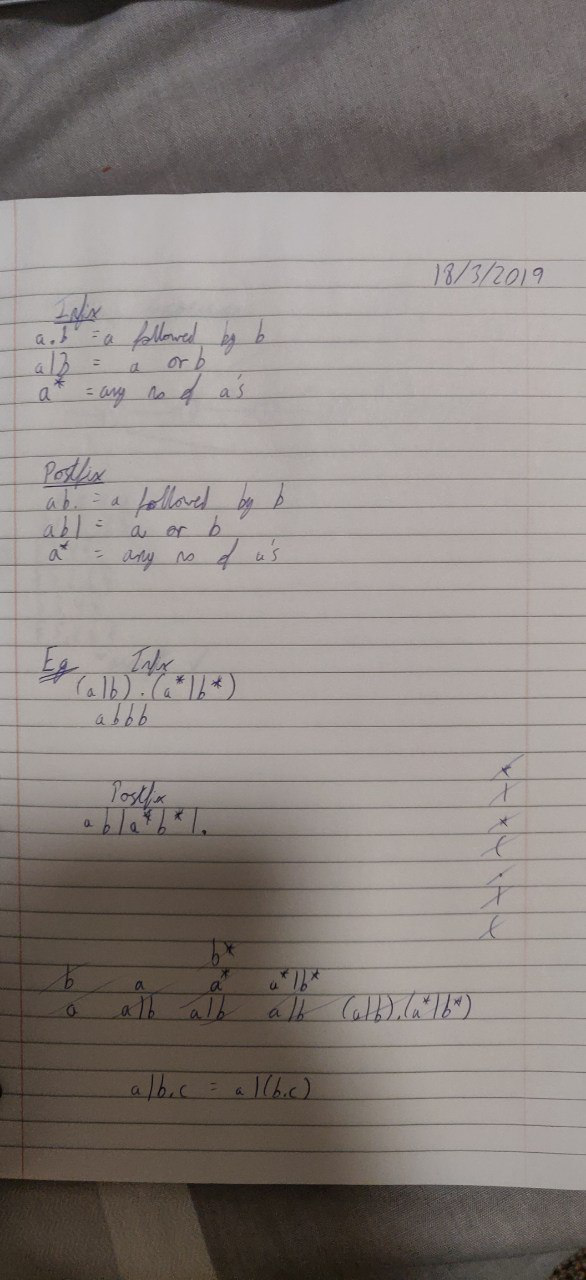 18/3/2019
Infix
a.b = a followed by b
a|b = a or b
a* = any no of a's
Postfix
ab. = a followed by b
ab| = a or b
a* = any no of a's
Eg Infix
(a|b).(a*|b*)
abbb
Postfix
ab|a*b*|.
*
|
*
(
.
|
(
b*
b a a* a*|b*
a a|b a|b a|b (a|b).(a*|b*)
a|b.c = a|(b.c)